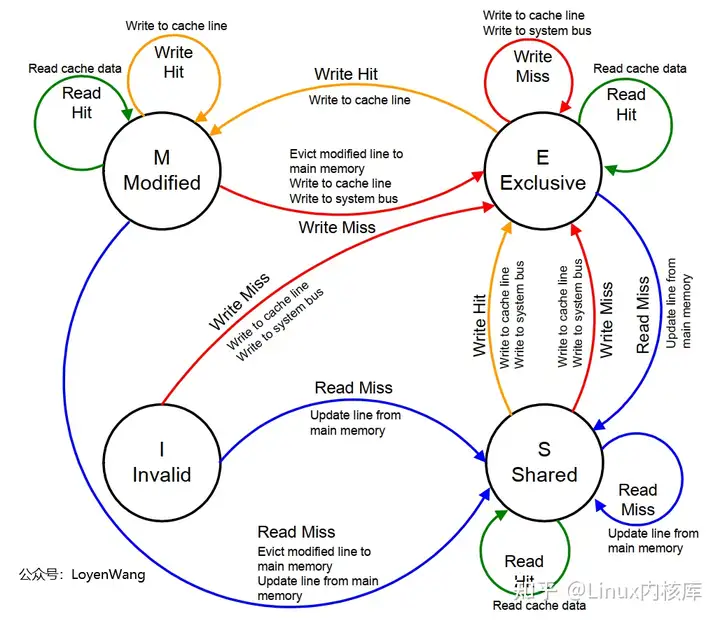 Write to cache line
Write
Hit
Read cache data
Read
Hit
M
Modified
Write Hit
Write to cache line
Write to cache line
Write to system bus
Write
Miss
Read cache data
Read
Hit
E
Exclusive
Evict modified line to
main memory
Write to cache line
Write to system bus
Write Miss
Write Miss
Write to cache line
Write to system bus
Write Hit
Write to cache line
Write to system bus
Write to cache line
Write to system bus
Write Miss
Read Miss
Update line from
main memory
I
Invalid
Read Miss
Update line from
main memory
S
Shared
Read
Miss
Update line from
main memory
Read Miss
Evict modified line to
main memory
Update line from main
memory
Read
Hit
Read cache data
公众号：LoyenWang
知乎 @Linux内核库